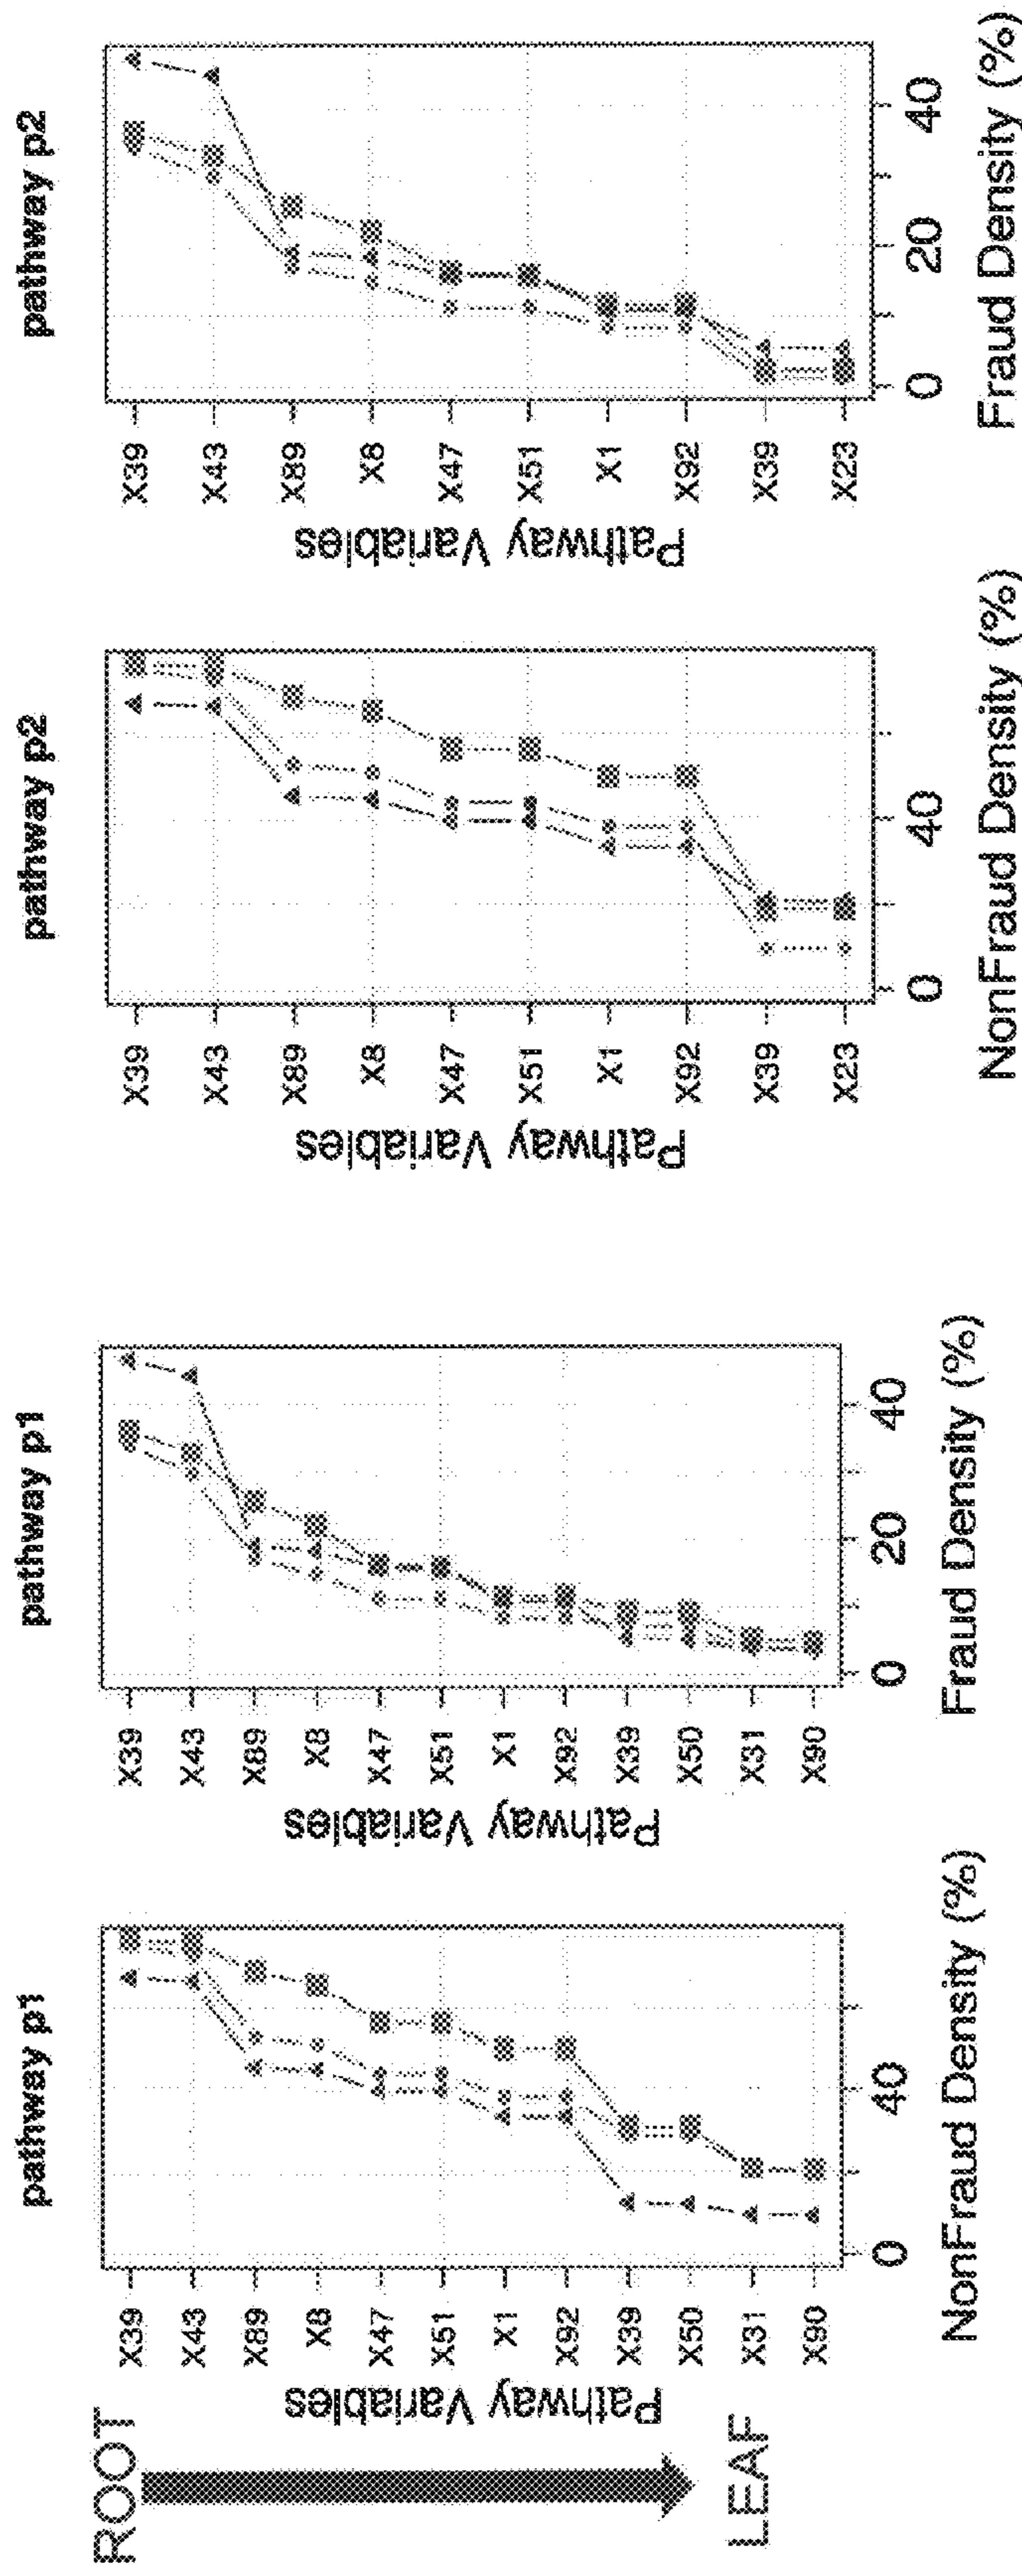 ROOT
LEAF
pathway p1
Pathway Variables
X39
X43
X89
X8
X47
X51
X1
X92
X39
X50
X31
X90
0
40
NonFraud Density (%)
pathway p1
Pathway Variables
X39
X43
X89
X8
X47
X51
X1
X92
X39
X50
X31
X90
0
20
40
Fraud Density (%)
pathway p2
Pathway Variables
X39
X43
X89
X8
X47
X51
X1
X92
X39
X23
0
40
NonFraud Density (%)
pathway p2
Pathway Variables
X39
X43
X89
X8
X47
X51
X1
X92
X39
X23
0
20
40
Fraud Density (%)